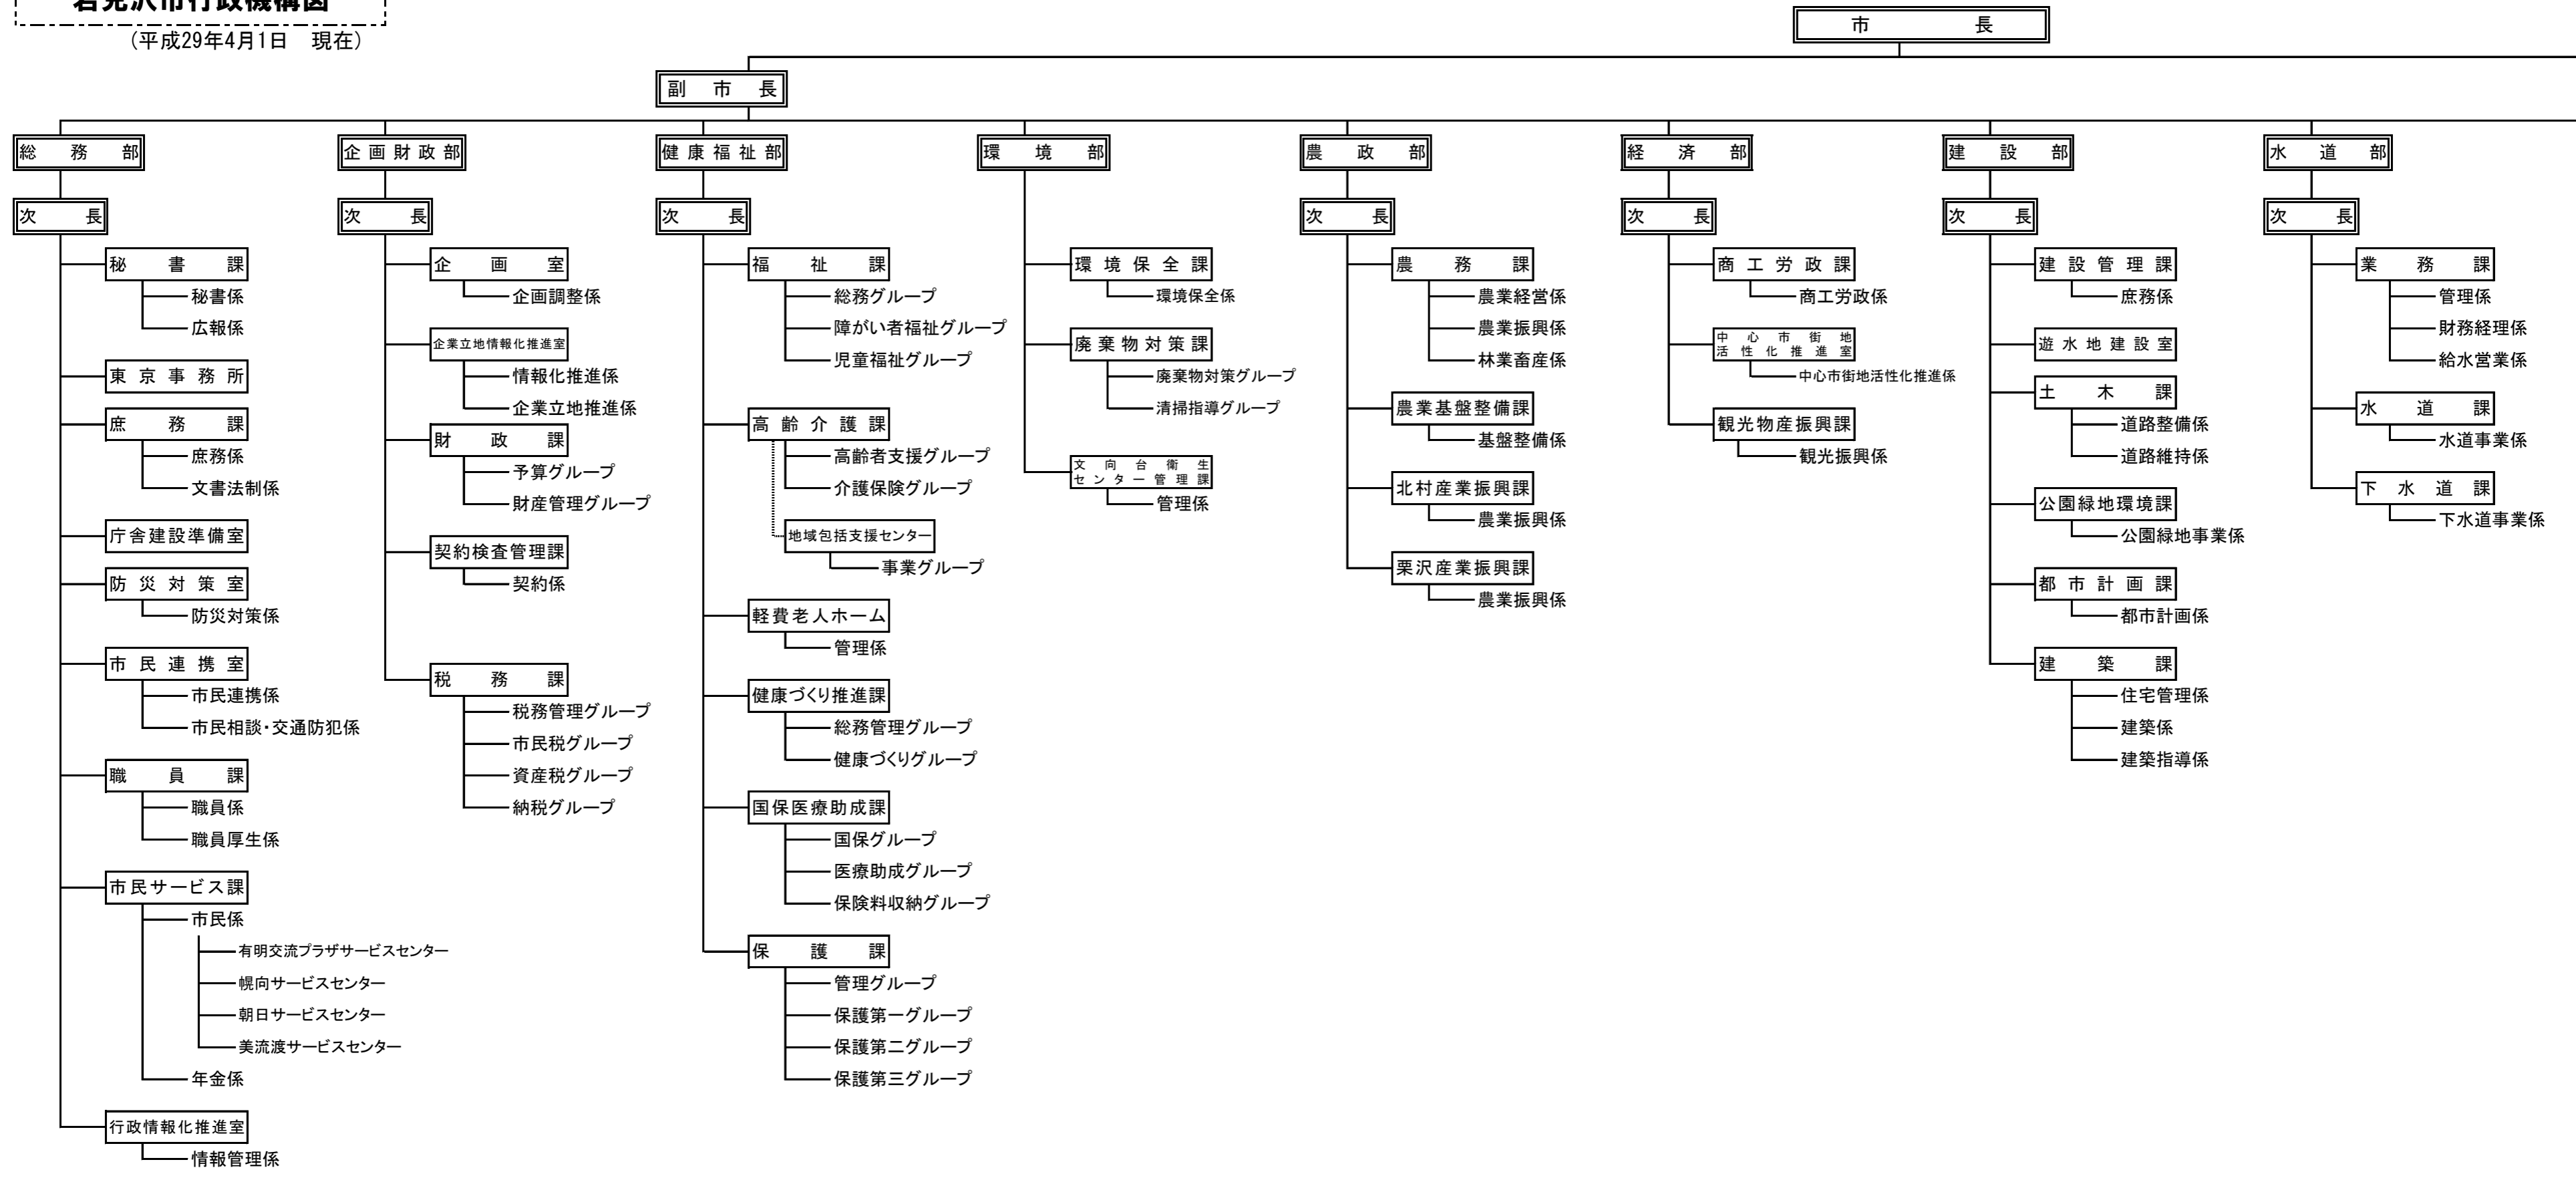 岩見沢市行政機構図
(平成29年4月1日　現在)
市長
副市長
総務部
次長
秘書課
秘書係
広報係
東京事務所
庶務課
庶務係
文書法制係
庁舎建設準備室
防災対策室
防災対策係
市民連携室
市民連携係
市民相談・交通防犯係
職員課
職員係
職員厚生係
市民サービス課
市民係
有明交流プラザサービスセンター
幌向サービスセンター
朝日サービスセンター
美流渡サービスセンター
年金係
行政情報化推進室
情報管理係
企画財政部
次長
企画室
企画調整係
企業立地情報化推進室
情報化推進係
企業立地推進係
財政課
予算グループ
財産管理グループ
契約検査管理課
契約係
税務課
税務管理グループ
市民税グループ
資産税グループ
納税グループ
健康福祉部
次長
福祉課
総務グループ
障がい者福祉グループ
児童福祉グループ
高齢介護課
高齢者支援グループ
介護保険グループ
地域包括支援センター
事業グループ
軽費老人ホーム
管理係
健康づくり推進課
総務管理グループ
健康づくりグループ
国保医療助成課
国保グループ
医療助成グループ
保険料収納グループ
保護課
管理グループ
保護第一グループ
保護第二グループ
保護第三グループ
環境部
環境保全課
環境保全係
廃棄物対策課
廃棄物対策グループ
清掃指導グループ
文向台衛生
センター管理課
管理係
農政部
次長
農務課
農業経営係
農業振興係
林業畜産係
農業基盤整備課
基盤整備係
北村産業振興課
農業振興係
栗沢産業振興課
農業振興係
経済部
次長
商工労政課
商工労政係
中心市街地
活性化推進室
中心市街地活性化推進係
観光物産振興課
観光振興係
建設部
次長
建設管理課
庶務係
遊水地建設室
土木課
道路整備係
道路維持係
公園緑地環境課
公園緑地事業係
都市計画課
都市計画係
建築課
住宅管理係
建築係
建築指導係
水道部
次長
業務課
管理係
財務経理係
給水営業係
水道課
水道事業係
下水道課
下水道事業係